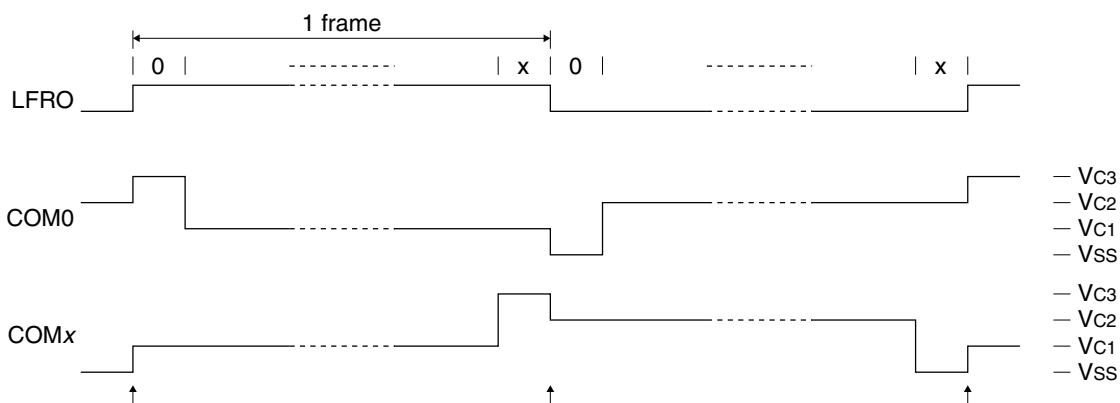 1 frame
0 x 0 x
LFRO
COM0
VC3
VC2
VC1
VSS
COMx
VC3
VC2
VC1
VSS